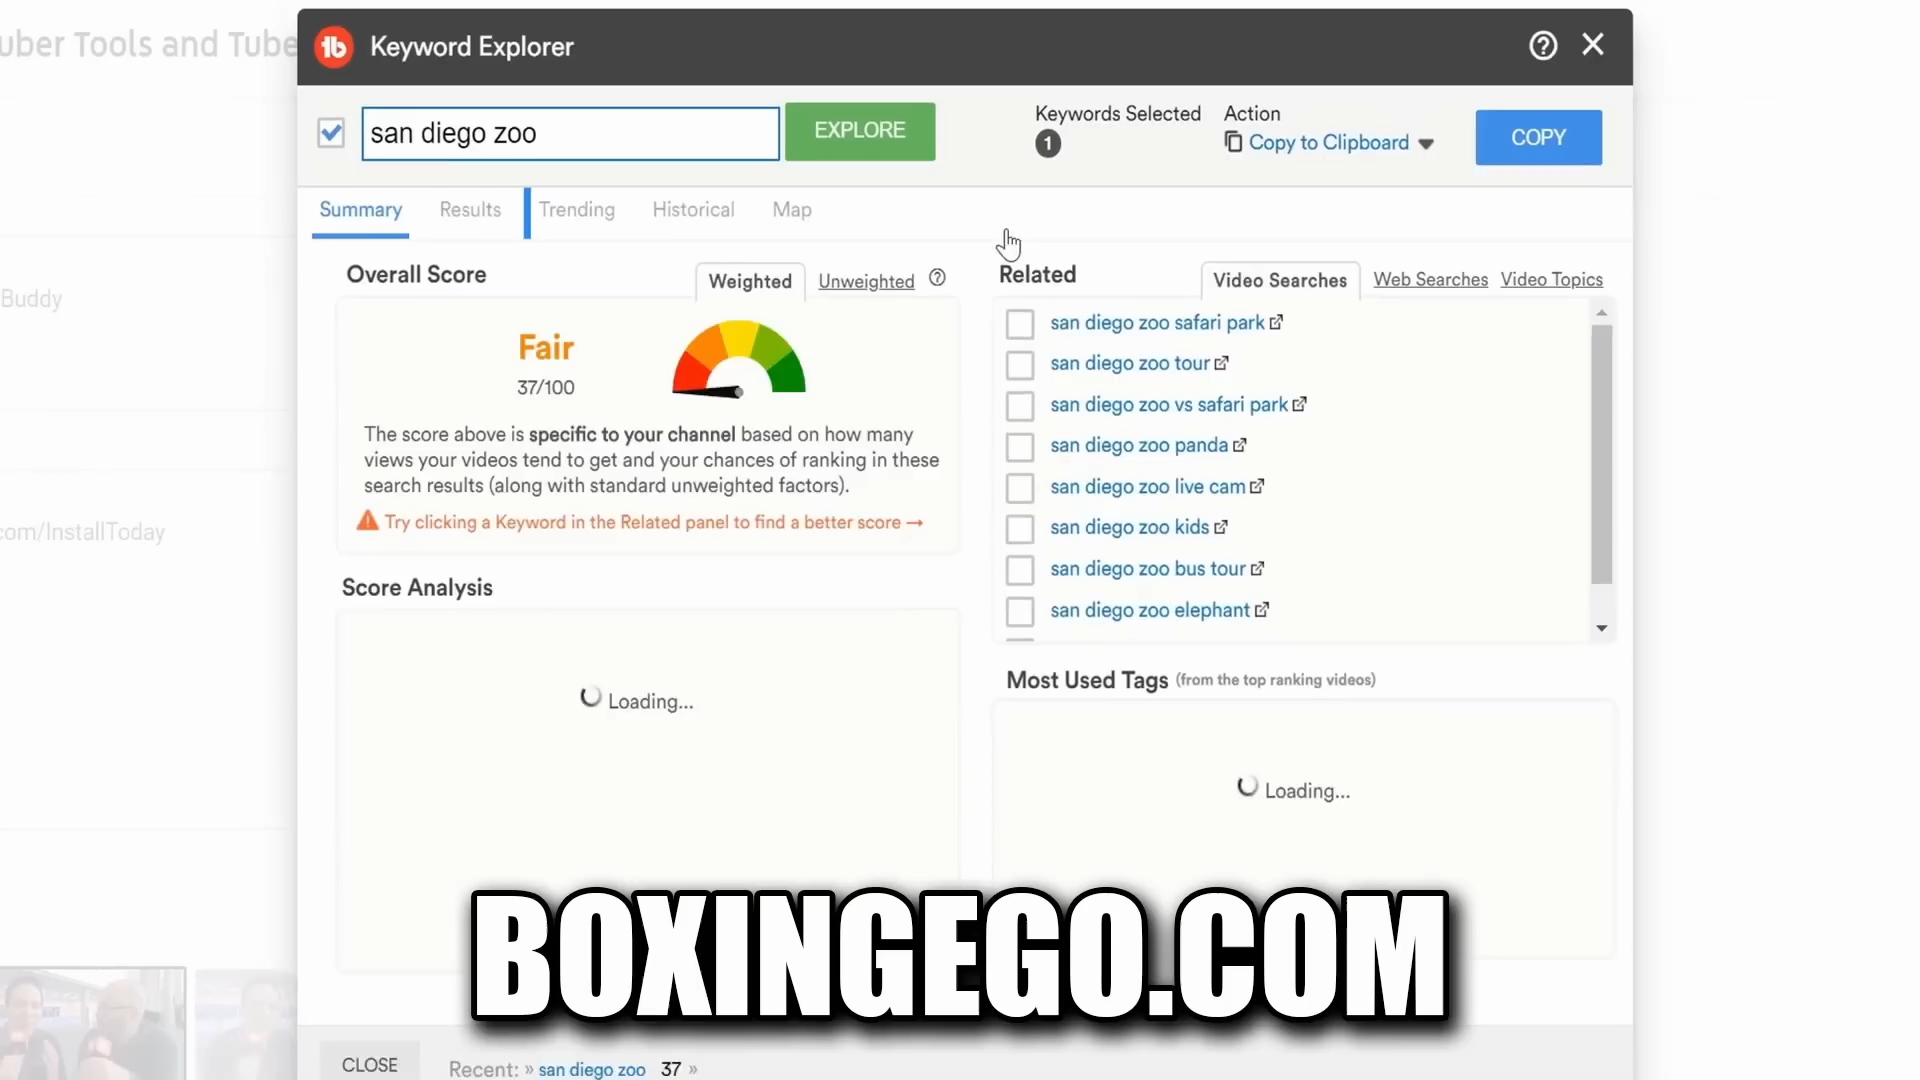 uber Tools and Tube
Keyword Explorer
san diego zoo
EXPLORE
Keywords Selected
1
Action
Copy to Clipboard
COPY
Summary
Results
Trending
Historical
Map
Overall Score
Weighted
Unweighted
Fair
37/100
The score above is specific to your channel based on how many
views your videos tend to get and your chances of ranking in these
search results (along with standard unweighted factors).
Try clicking a Keyword in the Related panel to find a better score →
Related
Video Searches
Web Searches
Video Topics
san diego zoo safari park
san diego zoo tour
san diego zoo vs safari park
san diego zoo panda
san diego zoo live cam
san diego zoo kids
san diego zoo bus tour
san diego zoo elephant
Score Analysis
Loading...
Most Used Tags (from the top ranking videos)
Loading...
Buddy
com/InstallToday
BOXINGEGO.COM
CLOSE
Recent: » san diego zoo 37 »